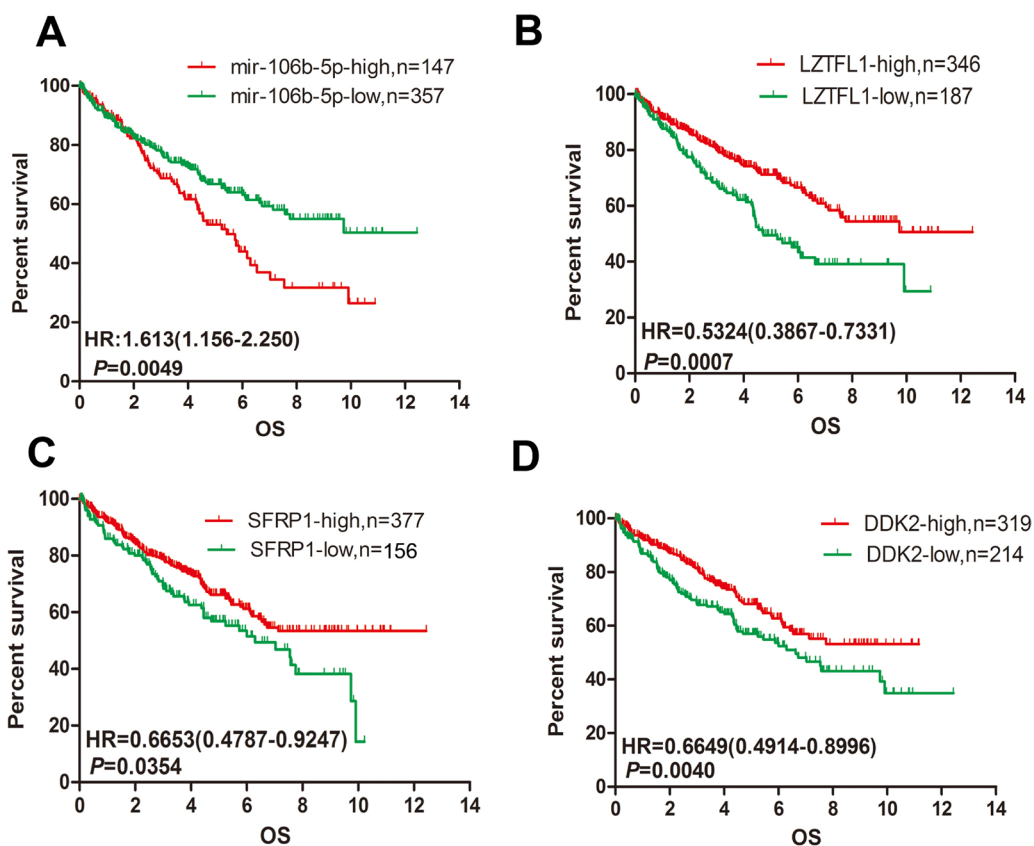 A
mir-106b-5p-high,n=147
mir-106b-5p-low,n=357
Percent survival
100
80
60
40
20
0
HR:1.613(1.156-2.250)
P=0.0049
0 2 4 6 8 10 12 14
OS
B
LZTFL1-high,n=346
LZTFL1-low,n=187
Percent survival
100
80
60
40
20
0
HR=0.5324(0.3867-0.7331)
P=0.0007
0 2 4 6 8 10 12 14
OS
C
SFRP1-high,n=377
SFRP1-low,n=156
Percent survival
100
80
60
40
20
0
HR=0.6653(0.4787-0.9247)
P=0.0354
0 2 4 6 8 10 12 14
OS
D
DDK2-high,n=319
DDK2-low,n=214
Percent survival
100
80
60
40
20
0
HR=0.6649(0.4914-0.8996)
P=0.0040
0 2 4 6 8 10 12 14
OS